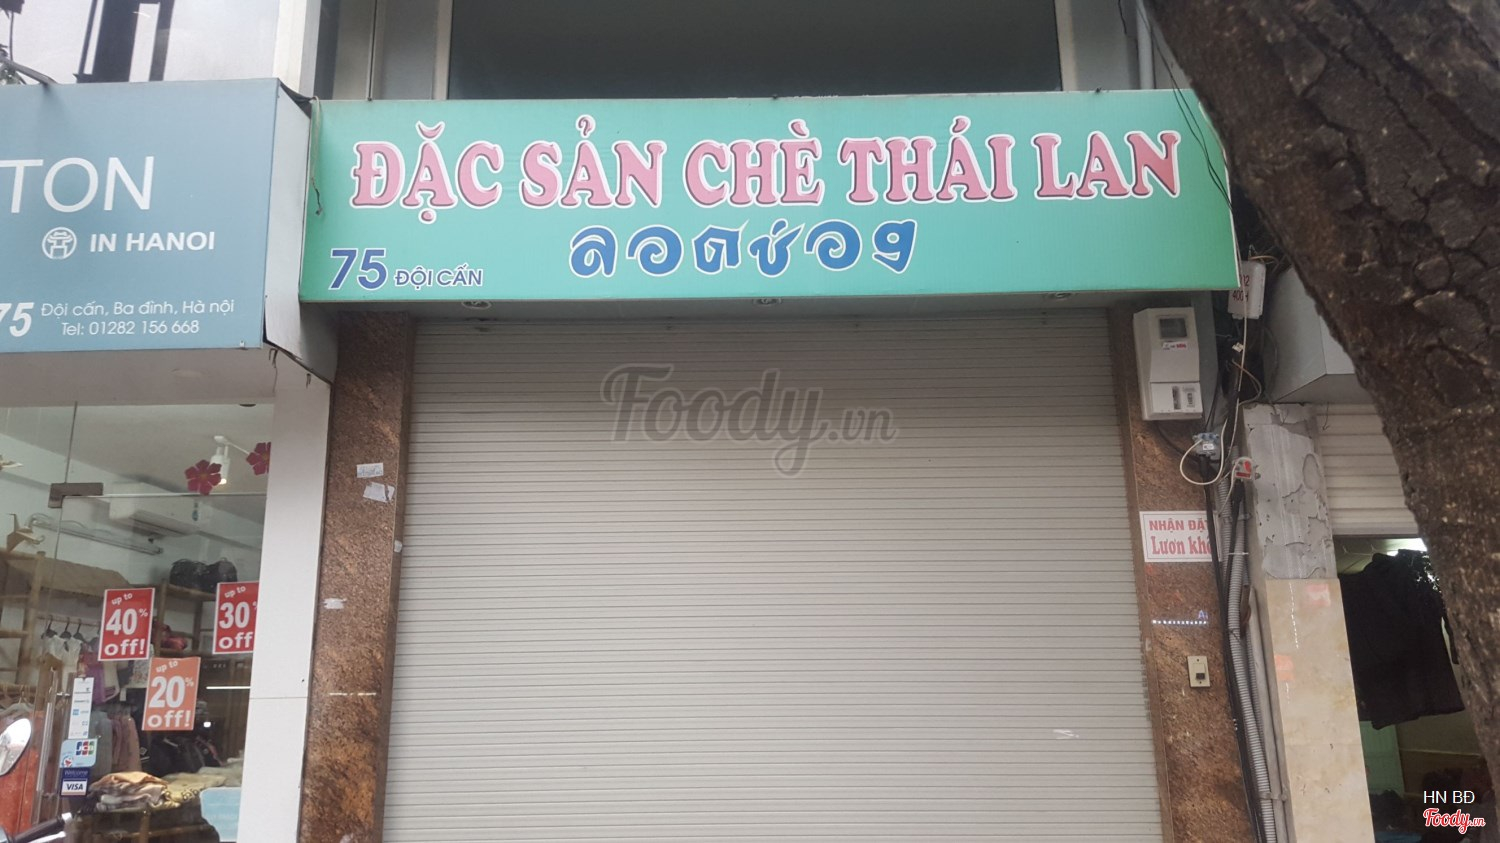 TON
IN HANOI
75 Đội cấn, Ba đình, Hà nội
Tel: 01282 156 668
ĐẶC SẢN CHÈ THÁI LAN
ลอดช่อง
75 ĐỘI CẤN
Foody.vn
NHẬN ĐẶT
Lươn khô
up to
40%
off!
up to
30%
off
up to
20%
off!
JCB
VISA
HN BĐ
Foody.vn